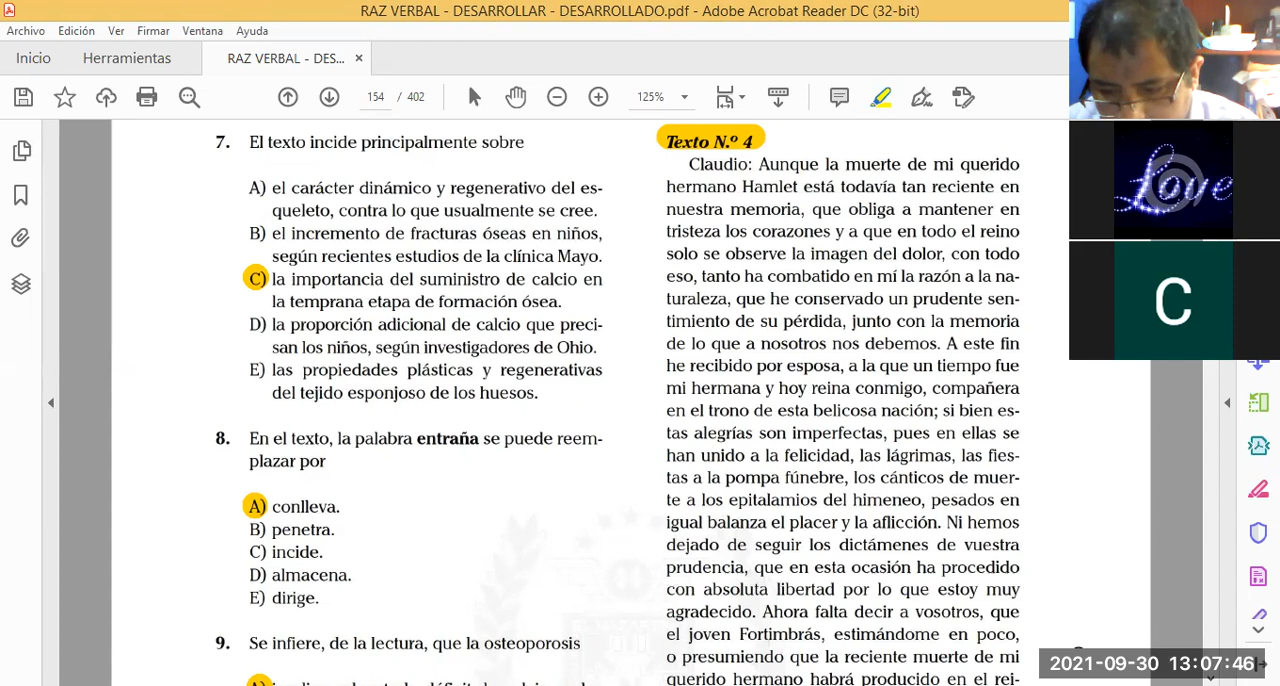 RAZ VERBAL - DESARROLLAR - DESARROLLADO.pdf - Adobe Acrobat Reader DC (32-bit)
Archivo Edición Ver Firmar Ventana Ayuda
Inicio Herramientas RAZ VERBAL - DES... ×
154 / 402 125%
7. El texto incide principalmente sobre
A) el carácter dinámico y regenerativo del es-
queleto, contra lo que usualmente se cree.
B) el incremento de fracturas óseas en niños,
según recientes estudios de la clínica Mayo.
C) la importancia del suministro de calcio en
la temprana etapa de formación ósea.
D) la proporción adicional de calcio que preci-
san los niños, según investigadores de Ohio.
E) las propiedades plásticas y regenerativas
del tejido esponjoso de los huesos.
8. En el texto, la palabra entraña se puede reem-
plazar por
A) conlleva.
B) penetra.
C) incide.
D) almacena.
E) dirige.
9. Se infiere, de la lectura, que la osteoporosis
A)
Texto N.º 4
Claudio: Aunque la muerte de mi querido
hermano Hamlet está todavía tan reciente en
nuestra memoria, que obliga a mantener en
tristeza los corazones y a que en todo el reino
solo se observe la imagen del dolor, con todo
eso, tanto ha combatido en mí la razón a la na-
turaleza, que he conservado un prudente sen-
timiento de su pérdida, junto con la memoria
de lo que a nosotros nos debemos. A este fin
he recibido por esposa, a la que un tiempo fue
mi hermana y hoy reina conmigo, compañera
en el trono de esta belicosa nación; si bien es-
tas alegrías son imperfectas, pues en ellas se
han unido a la felicidad, las lágrimas, las fies-
tas a la pompa fúnebre, los cánticos de muer-
te a los epitalamios del himeneo, pesados en
igual balanza el placer y la aflicción. Ni hemos
dejado de seguir los dictámenes de vuestra
prudencia, que en esta ocasión ha procedido
con absoluta libertad por lo que estoy muy
agradecido. Ahora falta decir a vosotros, que
el joven Fortimbrás, estimándome en poco,
o presumiendo que la reciente muerte de mi
querido hermano habrá producido en el rei-
Love
C
2021-09-30 13:07:46